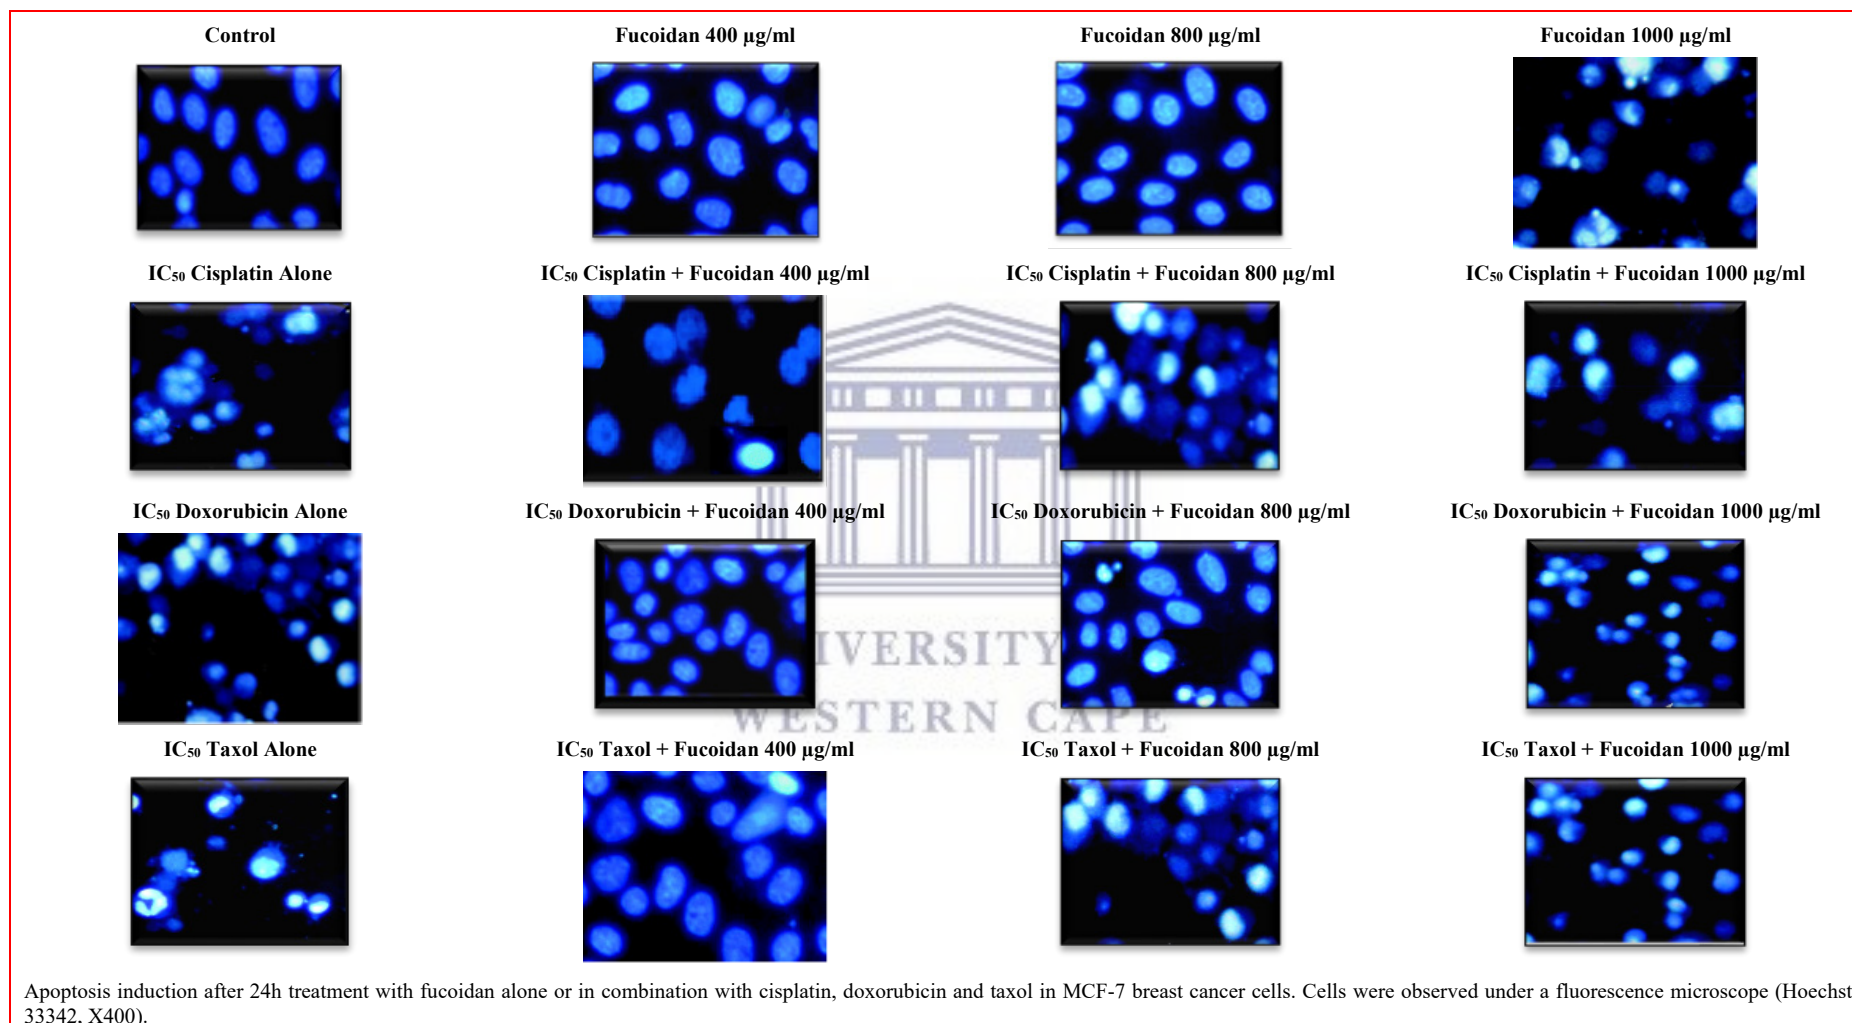 Control Fucoidan 400 µg/ml Fucoidan 800 µg/ml Fucoidan 1000 µg/ml
IC₅₀ Cisplatin Alone IC₅₀ Cisplatin + Fucoidan 400 µg/ml IC₅₀ Cisplatin + Fucoidan 800 µg/ml IC₅₀ Cisplatin + Fucoidan 1000 µg/ml
IC₅₀ Doxorubicin Alone IC₅₀ Doxorubicin + Fucoidan 400 µg/ml IC₅₀ Doxorubicin + Fucoidan 800 µg/ml IC₅₀ Doxorubicin + Fucoidan 1000 µg/ml
IVERSITY
WESTERN CAPE
IC₅₀ Taxol Alone IC₅₀ Taxol + Fucoidan 400 µg/ml IC₅₀ Taxol + Fucoidan 800 µg/ml IC₅₀ Taxol + Fucoidan 1000 µg/ml
Apoptosis induction after 24h treatment with fucoidan alone or in combination with cisplatin, doxorubicin and taxol in MCF-7 breast cancer cells. Cells were observed under a fluorescence microscope (Hoechst
33342, X400).